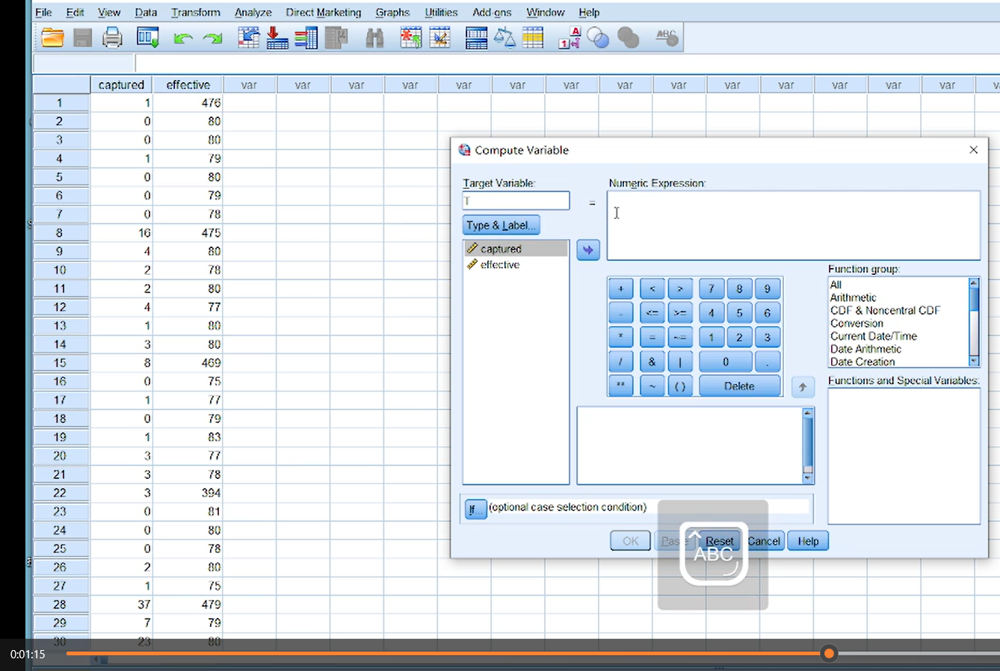 File Edit View Data Transform Analyze Direct Marketing Graphs Utilities Add-ons Window Help
captured effective var var var var var var var var var var var var var var
1 1 476
2 0 80
3 0 80
4 1 79
5 0 80
6 0 79
7 0 78
8 16 475
9 4 80
10 2 78
11 2 80
12 4 77
13 1 80
14 3 80
15 8 469
16 0 75
17 1 77
18 0 79
19 1 83
20 3 77
21 3 78
22 3 394
23 0 81
24 0 80
25 0 78
26 2 80
27 1 75
28 37 479
29 7 79
30 23 80
Compute Variable
Target Variable:
Numeric Expression:
T
=
Type & Label...
captured
effective
+ < > 7 8 9
- <= >= 4 5 6
* = ~= 1 2 3
/ & | 0 .
** ~ ( ) Delete
Function group:
All
Arithmetic
CDF & Noncentral CDF
Conversion
Current Date/Time
Date Arithmetic
Date Creation
Functions and Special Variables:
If... (optional case selection condition)
OK Paste Reset Cancel Help
ABC
0:01:15